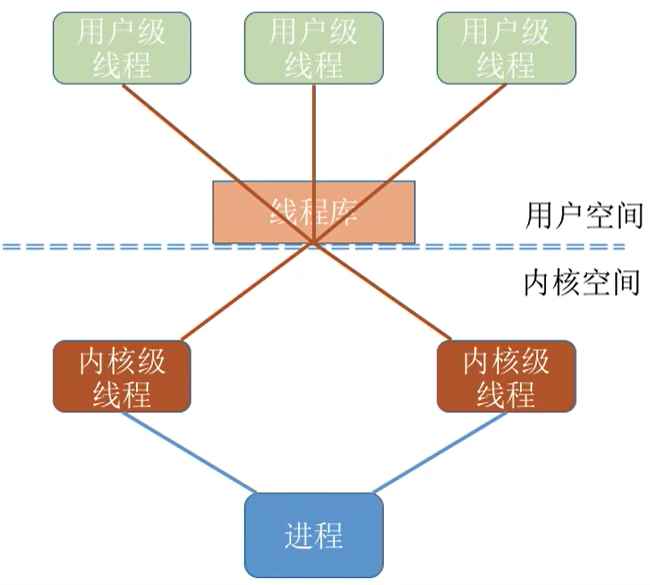 用户级
线程
用户级
线程
用户级
线程
线程库
用户空间
内核空间
内核级
线程
内核级
线程
进程